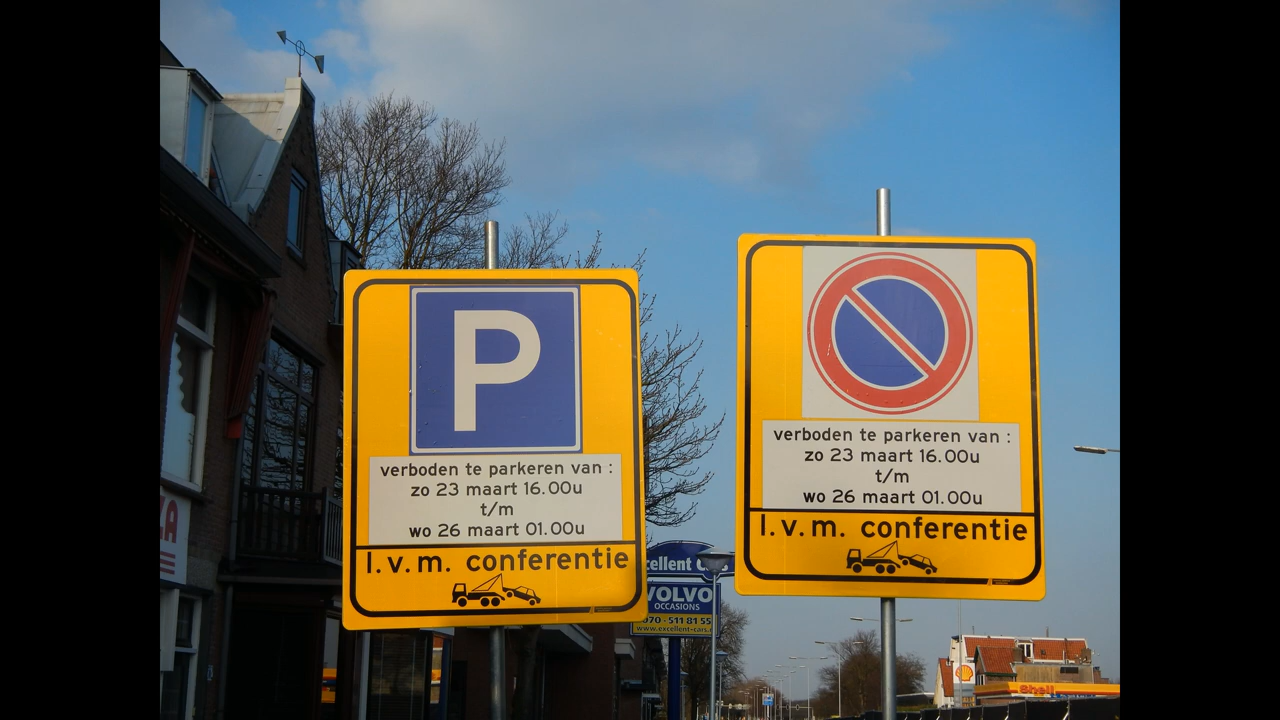 P
verboden te parkeren van :
zo 23 maart 16.00u
t/m
wo 26 maart 01.00u
I.v.m. conferentie
verboden te parkeren van :
zo 23 maart 16.00u
t/m
wo 26 maart 01.00u
I.v.m. conferentie
VOLVO
OCCASIONS
070 - 511 81 55
www.excellent-cars.
Shell